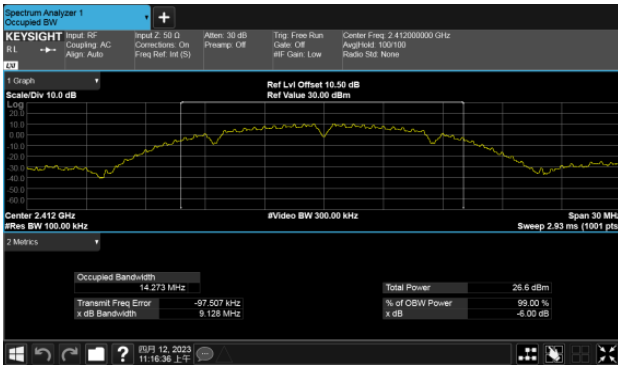 Spectrum Analyzer 1
Occupied BW
+
KEYSIGHT
Input: RF
Input Z: 50 Ω
Atten: 30 dB
Trig: Free Run
Center Freq: 2.412000000 GHz
RL
Coupling: AC
Corrections: On
Preamp: Off
Gate: Off
Avg|Hold: 100/100
Align: Auto
Freq Ref: Int (S)
#IF Gain: Low
Radio Std: None
LXI
1 Graph
Ref Lvl Offset 10.50 dB
Scale/Div 10.0 dB
Ref Value 30.00 dBm
Log
20.0
10.0
0.00
-10.0
-20.0
-30.0
-40.0
-50.0
-60.0
Center 2.412 GHz
#Video BW 300.00 kHz
Span 30 MHz
#Res BW 100.00 kHz
Sweep 2.93 ms (1001 pts
2 Metrics
Occupied Bandwidth
14.273 MHz
Total Power
26.6 dBm
Transmit Freq Error
-97.507 kHz
% of OBW Power
99.00 %
x dB Bandwidth
9.128 MHz
x dB
-6.00 dB
?
四月 12, 2023
11:16:36 上午